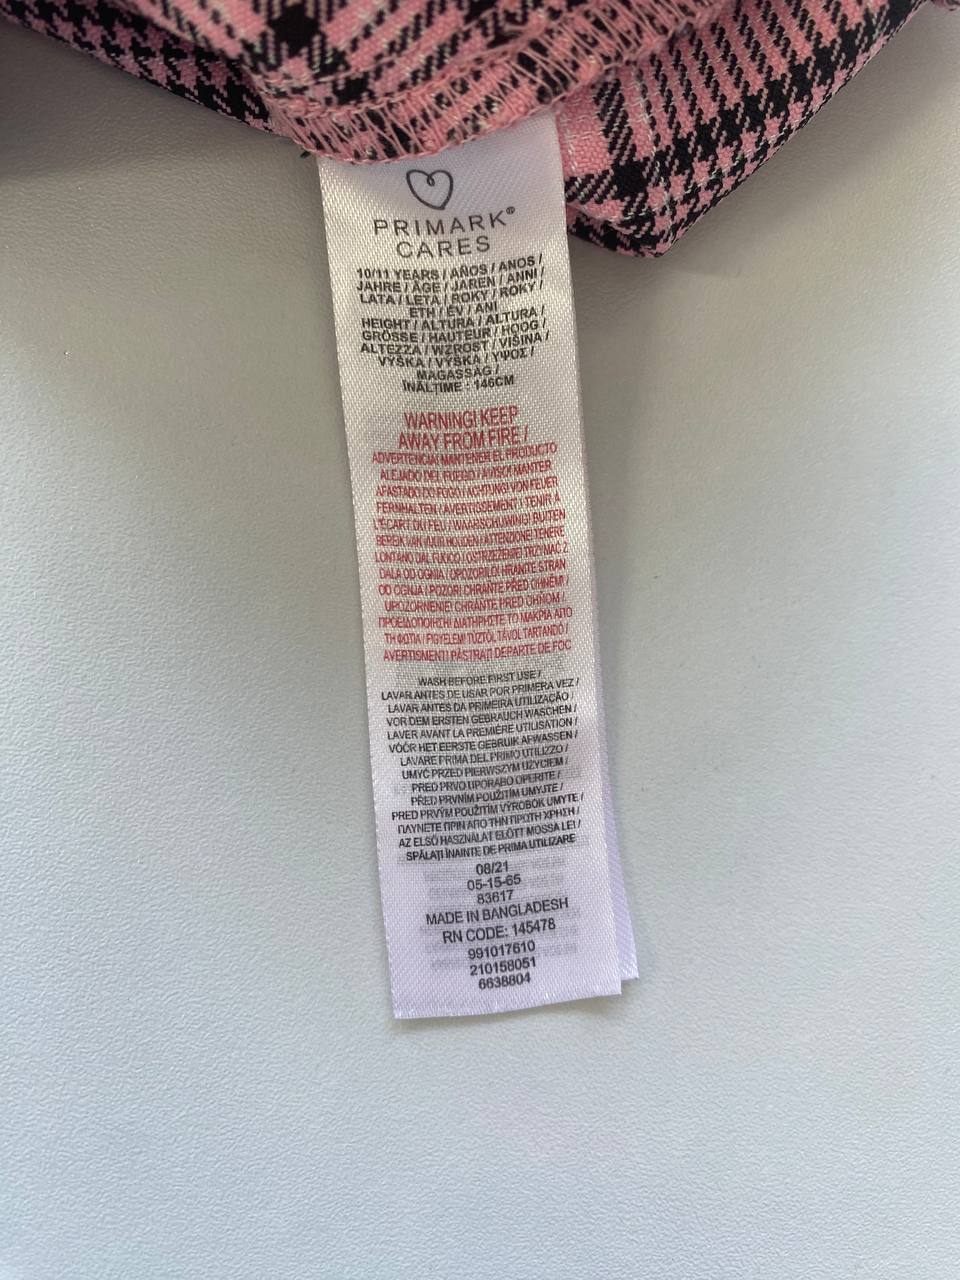 PRIMARK®
CARES
10/11 YEARS / AÑOS / ANOS /
JAHRE / ÂGE / JAREN / ANNI /
LATA / LETA / ROKY / ROKY /
ΕΤΗ / ÉV / ANI
HEIGHT / ALTURA / ALTURA /
GRÖSSE / HAUTEUR / HOOG /
ALTEZZA / WZROST / VIŠINA /
VÝŠKA / VÝŠKA / ΥΨΟΣ /
MAGASSÁG /
ÎNĂLȚIME : 146CM
WARNING! KEEP
AWAY FROM FIRE /
ADVERTENCIA! MANTENER EL PRODUCTO
ALEJADO DEL FUEGO / AVISO! MANTER
AFASTADO DO FOGO / ACHTUNG! VON FEUER
FERNHALTEN / AVERTISSEMENT / TENIR À
L'ÉCART DU FEU / WAARSCHUWING! BUITEN
BEREIK VAN VUUR HOUDEN / ATTENZIONE! TENERE
LONTANO DAL FUOCO / OSTRZEŻENIE! TRZYMAĆ Z
DALA OD OGNIA / OPOZORILO! HRANITE STRAN
OD OGNJA / POZOR! CHRAŇTE PŘED OHNĚM! /
UPOZORNENIE! CHRÁŇTE PRED OHŇOM /
ΠΡΟΕΙΔΟΠΟΙΗΣΗ! ΔΙΑΤΗΡΗΣΤΕ ΤΟ ΜΑΚΡΙΑ ΑΠΟ
ΤΗ ΦΩΤΙΑ / FIGYELEM! TŰZTŐL TÁVOL TARTANDÓ /
AVERTISMENT! PĂSTRAȚI DEPARTE DE FOC
WASH BEFORE FIRST USE /
LAVAR ANTES DE USAR POR PRIMERA VEZ /
LAVAR ANTES DA PRIMEIRA UTILIZAÇÃO /
VOR DEM ERSTEN GEBRAUCH WASCHEN /
LAVER AVANT LA PREMIÈRE UTILISATION /
VÓÓR HET EERSTE GEBRUIK AFWASSEN /
LAVARE PRIMA DEL PRIMO UTILIZZO /
UMYĆ PRZED PIERWSZYM UŻYCIEM /
PRED PRVO UPORABO OPERITE /
PŘED PRVNÍM POUŽITÍM UMYJTE /
PRED PRVÝM POUŽITÍM VÝROBOK UMYTE /
ΠΛΥΝΕΤΕ ΠΡΙΝ ΑΠΟ ΤΗΝ ΠΡΩΤΗ ΧΡΗΣΗ /
AZ ELSŐ HASZNÁLAT ELŐTT MOSSA LE! /
SPĂLAȚI ÎNAINTE DE PRIMA UTILIZARE
08/21
05-15-65
83617
MADE IN BANGLADESH
RN CODE: 145478
991017610
210158051
6638804